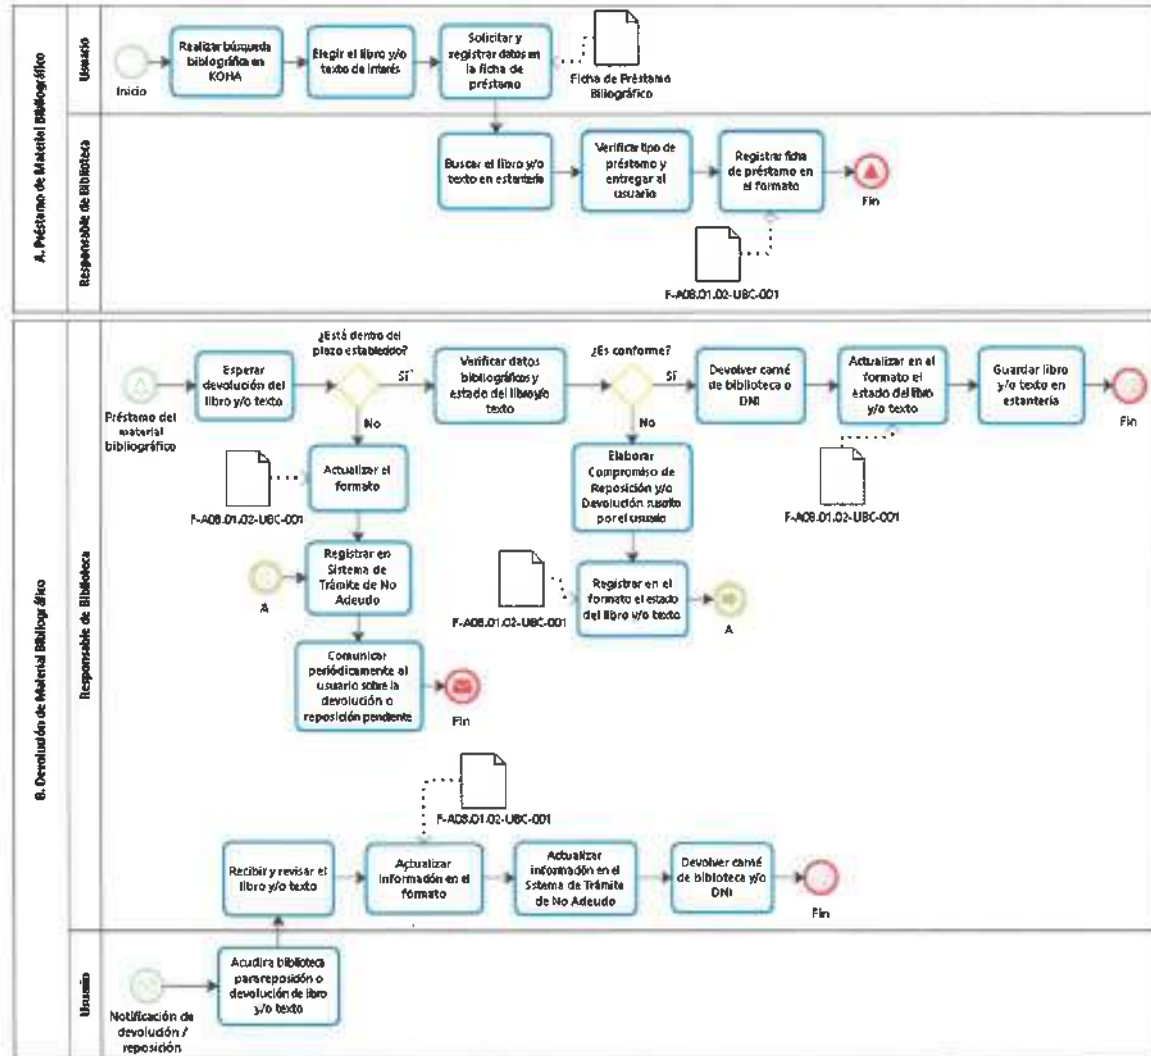 A. Préstamo de Material Bibliográfico
Usuario
Inicio
Realizar búsqueda
bibliográfica en
KOHA
Elegir el libro y/o
texto de interés
Solicitar y
registrar datos en
la ficha de
préstamo
Ficha de Préstamo
Biliográfico
Responsable de Biblioteca
Buscar el libro y/o
texto en estantería
Verificar tipo de
préstamo y
entregar al
usuario
Registrar ficha
de préstamo en
el formato
Fin
F-A08.01.02-UBC-001
B. Devolución de Material Bibliográfico
Responsable de Biblioteca
Préstamo del
material
bibliográfico
Esperar
devolución del
libro y/o texto
¿Está dentro del
plazo establecido?
SÍ
No
Verificar datos
bibliográficos y
estado del libro y/o
texto
¿Es conforme?
SÍ
No
Devolver carné
de biblioteca o
DNI
Actualizar en el
formato el
estado del libro
y/o texto
Guardar libro
y/o texto en
estantería
Fin
F-A08.01.02-UBC-001
Actualizar el
formato
F-A08.01.02-UBC-001
Elaborar
Compromiso de
Reposición y/o
Devolución suscrito
por el usuario
A
Registrar en
Sistema de
Trámite de No
Adeudo
F-A08.01.02-UBC-001
Registrar en el
formato el estado
del libro y/o texto
A
Comunicar
periódicamente al
usuario sobre la
devolución o
reposición pendiente
Fin
F-A08.01.02-UBC-001
Recibir y revisar el
libro y/o texto
Actualizar
información en el
formato
Actualizar
información en el
Sistema de Trámite
de No Adeudo
Devolver carné
de biblioteca y/o
DNI
Fin
Usuario
Notificación de
devolución /
reposición
Acudir a biblioteca
para reposición o
devolución de libro
y/o texto